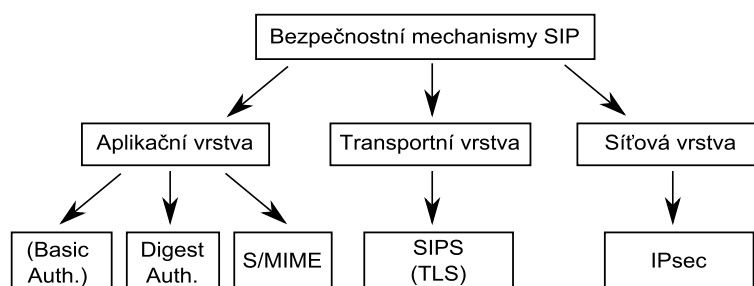 Bezpečnostní mechanismy SIP
Aplikační vrstva
Transportní vrstva
Síťová vrstva
(Basic
Auth.)
Digest
Auth.
S/MIME
SIPS
(TLS)
IPsec